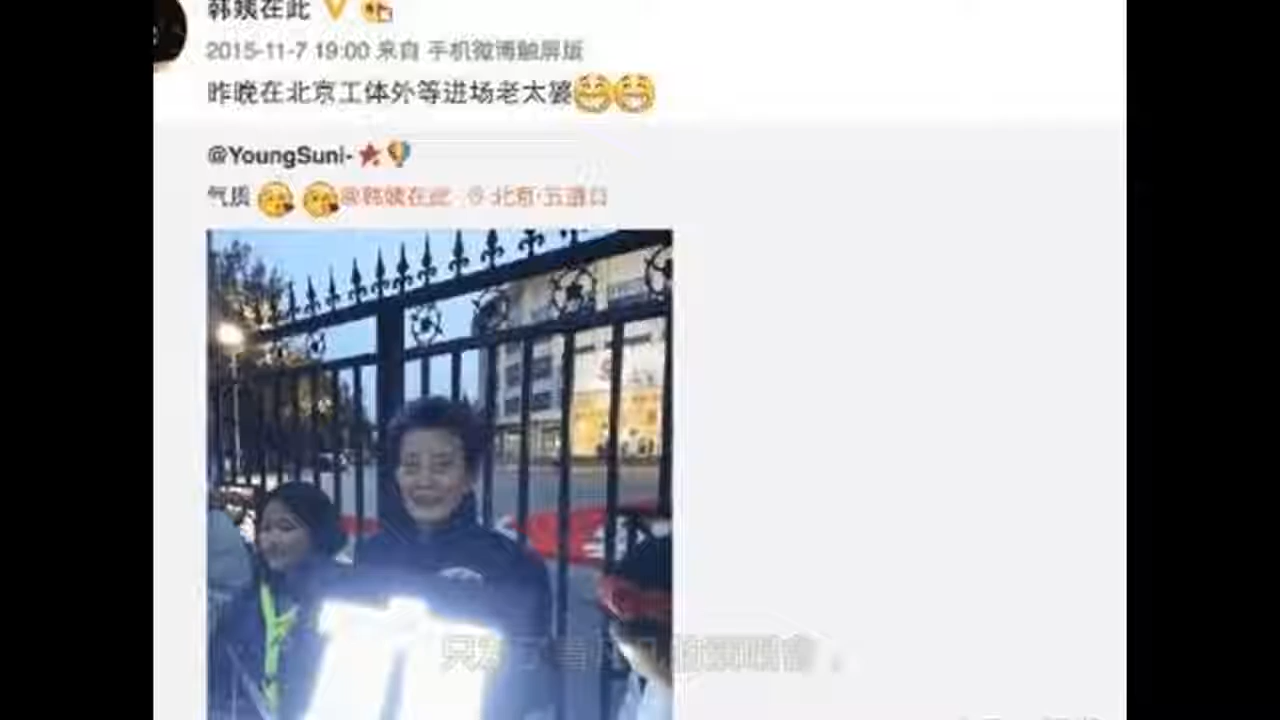 韩姨在此
2015-11-7 19:00 来自 手机微博触屏版
昨晚在北京工体外等进场老太婆
@YoungSuni-
气质 @韩姨在此 北京·五道口